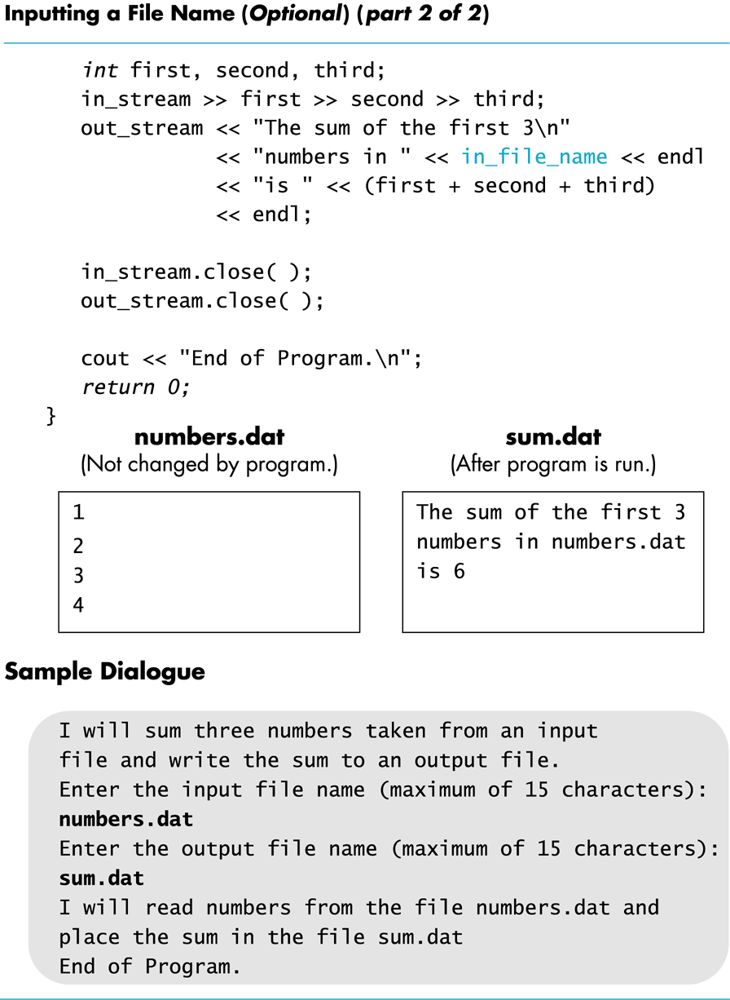 Inputting a File Name (Optional) (part 2 of 2)
int first, second, third;
in_stream >> first >> second >> third;
out_stream << "The sum of the first 3\n"
<< "numbers in " << in_file_name << endl
<< "is " << (first + second + third)
<< endl;
in_stream.close( );
out_stream.close( );
cout << "End of Program.\n";
return 0;
}
numbers.dat
(Not changed by program.)
1
2
3
4
sum.dat
(After program is run.)
The sum of the first 3
numbers in numbers.dat
is 6
Sample Dialogue
I will sum three numbers taken from an input
file and write the sum to an output file.
Enter the input file name (maximum of 15 characters):
numbers.dat
Enter the output file name (maximum of 15 characters):
sum.dat
I will read numbers from the file numbers.dat and
place the sum in the file sum.dat
End of Program.